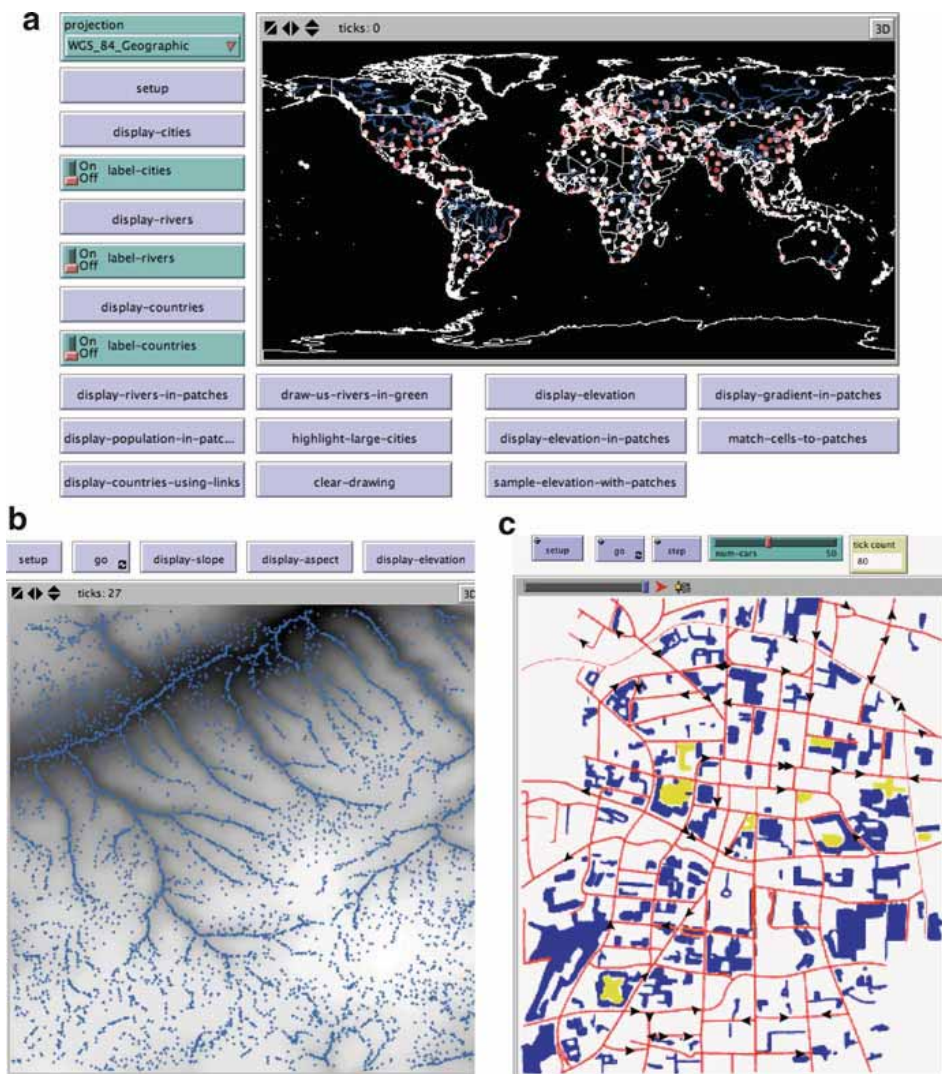 a
projection
WGS_84_Geographic
setup
display-cities
On
Off
label-cities
display-rivers
On
Off
label-rivers
display-countries
On
Off
label-countries
ticks: 0
3D
display-rivers-in-patches
draw-us-rivers-in-green
display-elevation
display-gradient-in-patches
display-population-in-patc...
highlight-large-cities
display-elevation-in-patches
match-cells-to-patches
display-countries-using-links
clear-drawing
sample-elevation-with-patches
b
setup
go
display-slope
display-aspect
display-elevation
ticks: 27
3D
c
setup
go
step
num-cars
50
tick count
80